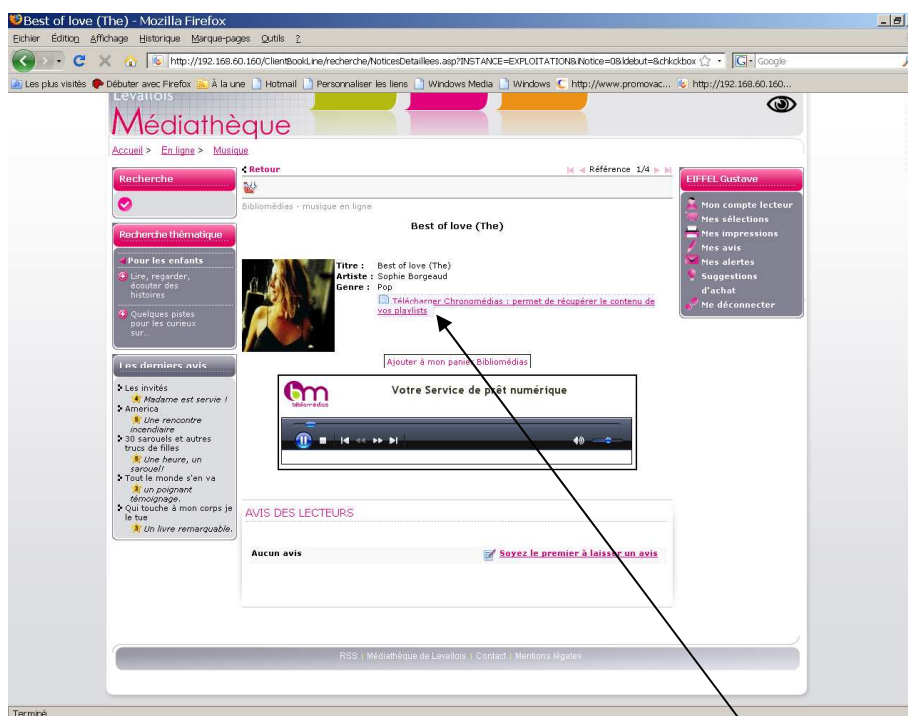 Best of love (The) - Mozilla Firefox
Fichier Édition Affichage Historique Marque-pages Outils ?
http://192.168.60.160/ClientBookLine/recherche/NoticesDetaillees.asp?INSTANCE=EXPLOITATION&iNotice=0&ldebut=&chkckbox
Google
Les plus visités Débuter avec Firefox À la une Hotmail Personnaliser les liens Windows Media Windows http://www.promovac... http://192.168.60.160...
Levallois
Médiathèque
Accueil > En ligne > Musique
Recherche
Recherche thématique
Pour les enfants
Lire, regarder,
écouter des
histoires
Quelques pistes
pour les curieux
sur...
Les derniers avis
Les invités
4 Madame est servie !
America
5 Une rencontre
incendiaire
30 sarouels et autres
trucs de filles
Une heure, un
sarouel!
Tout le monde s'en va
3 un poignant
témoignage.
Qui touche à mon corps je
le tue
3 Un livre remarquable.
Retour
Référence 1/4
Bibliomédias - musique en ligne
Best of love (The)
Titre : Best of love (The)
Artiste : Sophie Borgeaud
Genre : Pop
Télécharger Chronomédias : permet de récupérer le contenu de
vos playlists
Ajouter à mon panier Bibliomédias
bm
bibliomédias
Votre Service de prêt numérique
AVIS DES LECTEURS
Aucun avis
Soyez le premier à laisser un avis
EIFFEL Gustave
Mon compte lecteur
Mes sélections
Mes impressions
Mes avis
Mes alertes
Suggestions
d'achat
Me déconnecter
RSS | Médiathèque de Levallois | Contact | Mentions légales
Terminé